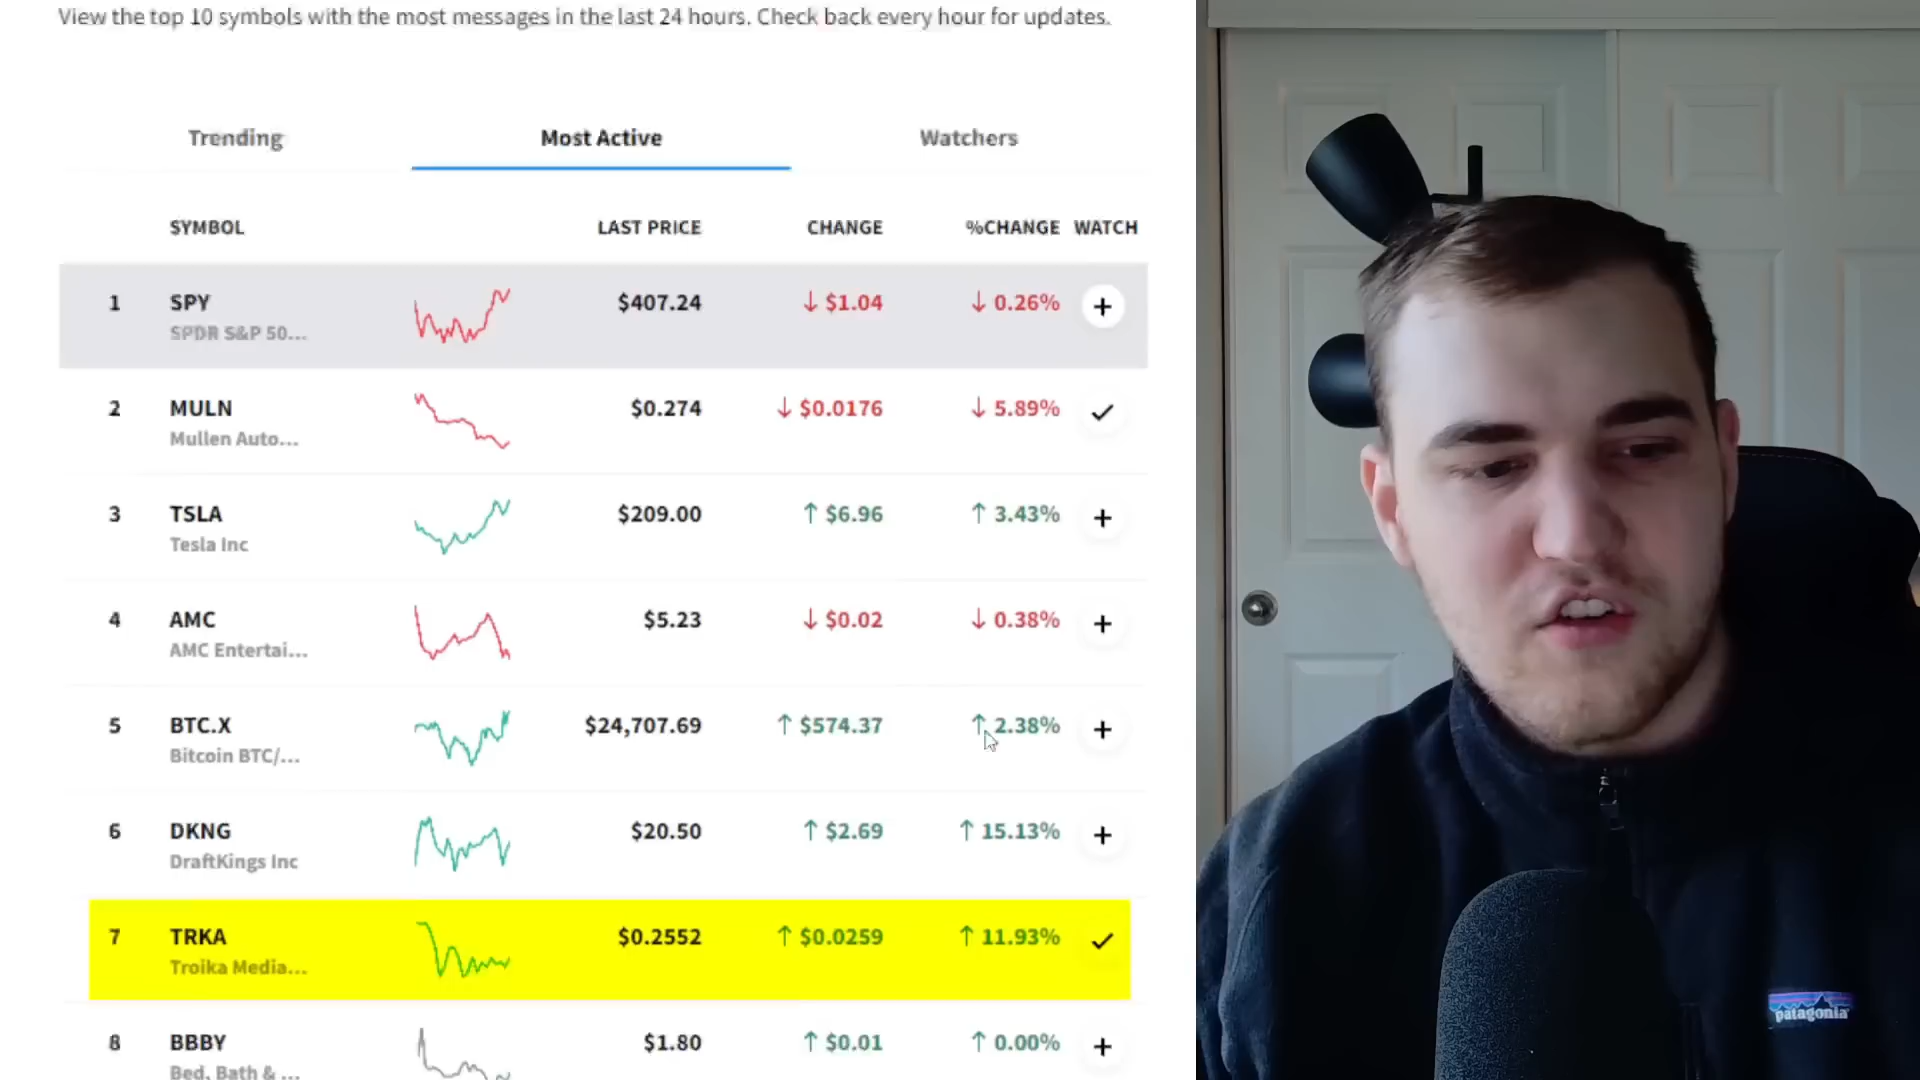 View the top 10 symbols with the most messages in the last 24 hours. Check back every hour for updates.
Trending Most Active Watchers
SYMBOL LAST PRICE CHANGE %CHANGE WATCH
1 SPY $407.24 ↓ $1.04 ↓ 0.26% +
SPDR S&P 50...
2 MULN $0.274 ↓ $0.0176 ↓ 5.89% ✓
Mullen Auto...
3 TSLA $209.00 ↑ $6.96 ↑ 3.43% +
Tesla Inc
4 AMC $5.23 ↓ $0.02 ↓ 0.38% +
AMC Entertai...
5 BTC.X $24,707.69 ↑ $574.37 ↑ 2.38% +
Bitcoin BTC/...
6 DKNG $20.50 ↑ $2.69 ↑ 15.13% +
DraftKings Inc
7 TRKA $0.2552 ↑ $0.0259 ↑ 11.93% ✓
Troika Media...
8 BBBY $1.80 ↑ $0.01 ↑ 0.00% +
Bed, Bath & ...
patagonia